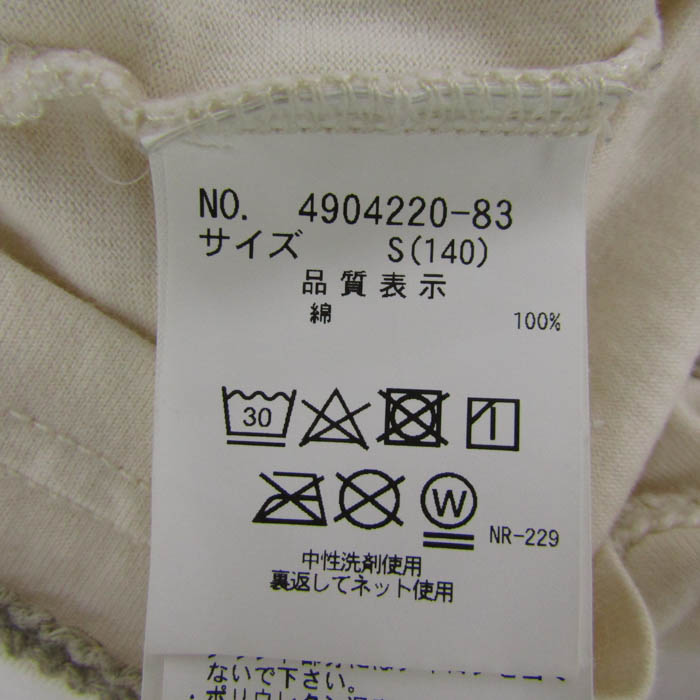 NO. 4904220-83
サイズ S(140)
品質表示
綿 100%
30
W
NR-229
中性洗剤使用
裏返してネット使用
ないで下さい。